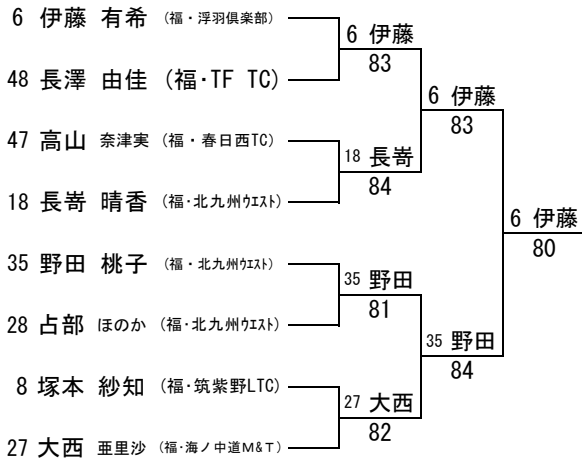 6 伊藤 有希 (福・浮羽倶楽部)
48 長澤 由佳 (福・TF TC)
47 高山 奈津実 (福・春日西TC)
18 長嵜 晴香 (福・北九州ウエスト)
35 野田 桃子 (福・北九州ウエスト)
28 占部 ほのか (福・北九州ウエスト)
8 塚本 紗知 (福・筑紫野LTC)
27 大西 亜里沙 (福・海ノ中道M&T)
6 伊藤
83
18 長嵜
84
35 野田
81
27 大西
82
6 伊藤
83
35 野田
84
6 伊藤
80